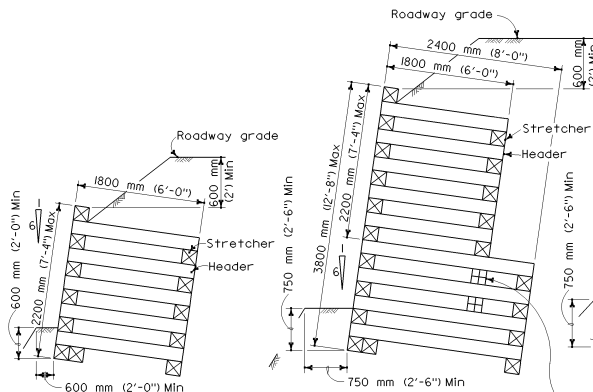 Roadway grade
1800 mm (6'-0")
600 mm
(2') Min
6
1
Stretcher
Header
600 mm (2'-0") Min
2200 mm (7'-4") Max
600 mm (2'-0") Min
Roadway grade
2400 mm (8'-0")
1800 mm (6'-0")
600 mm
(2') Min
Stretcher
Header
3800 mm (12'-8") Max
2200 mm (7'-4") Max
6
1
750 mm (2'-6") Min
750 mm (2'-6") Min
750 mm (2'-6") Min